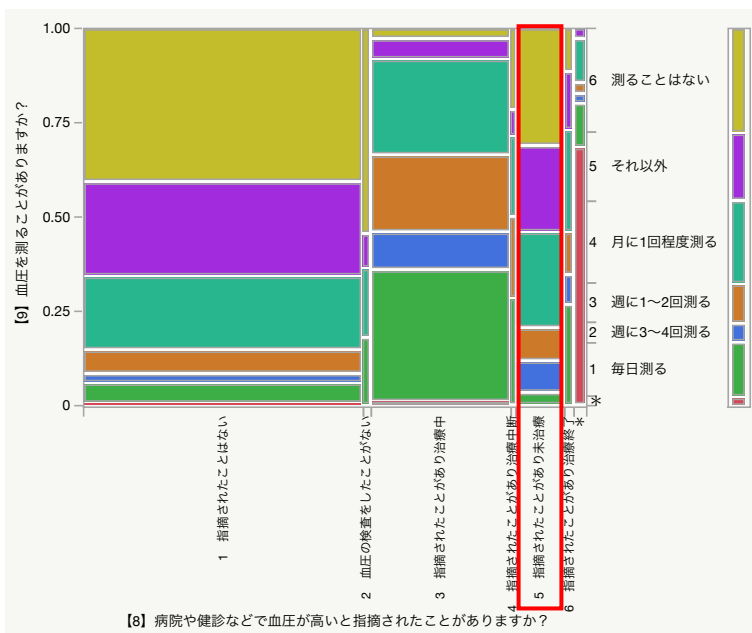 【9】血圧を測ることがありますか？
1.00
0.75
0.50
0.25
0
6 測ることはない
5 それ以外
4 月に1回程度測る
3 週に1〜2回測る
2 週に3〜4回測る
1 毎日測る
*
1 指摘されたことはない
2 血圧の検査をしたことがない
3 指摘されたことがあり治療中
4 指摘されたことがあり治療中断
5 指摘されたことがあり未治療
6 指摘されたことがあり治療終了
*
【8】病院や健診などで血圧が高いと指摘されたことがありますか？